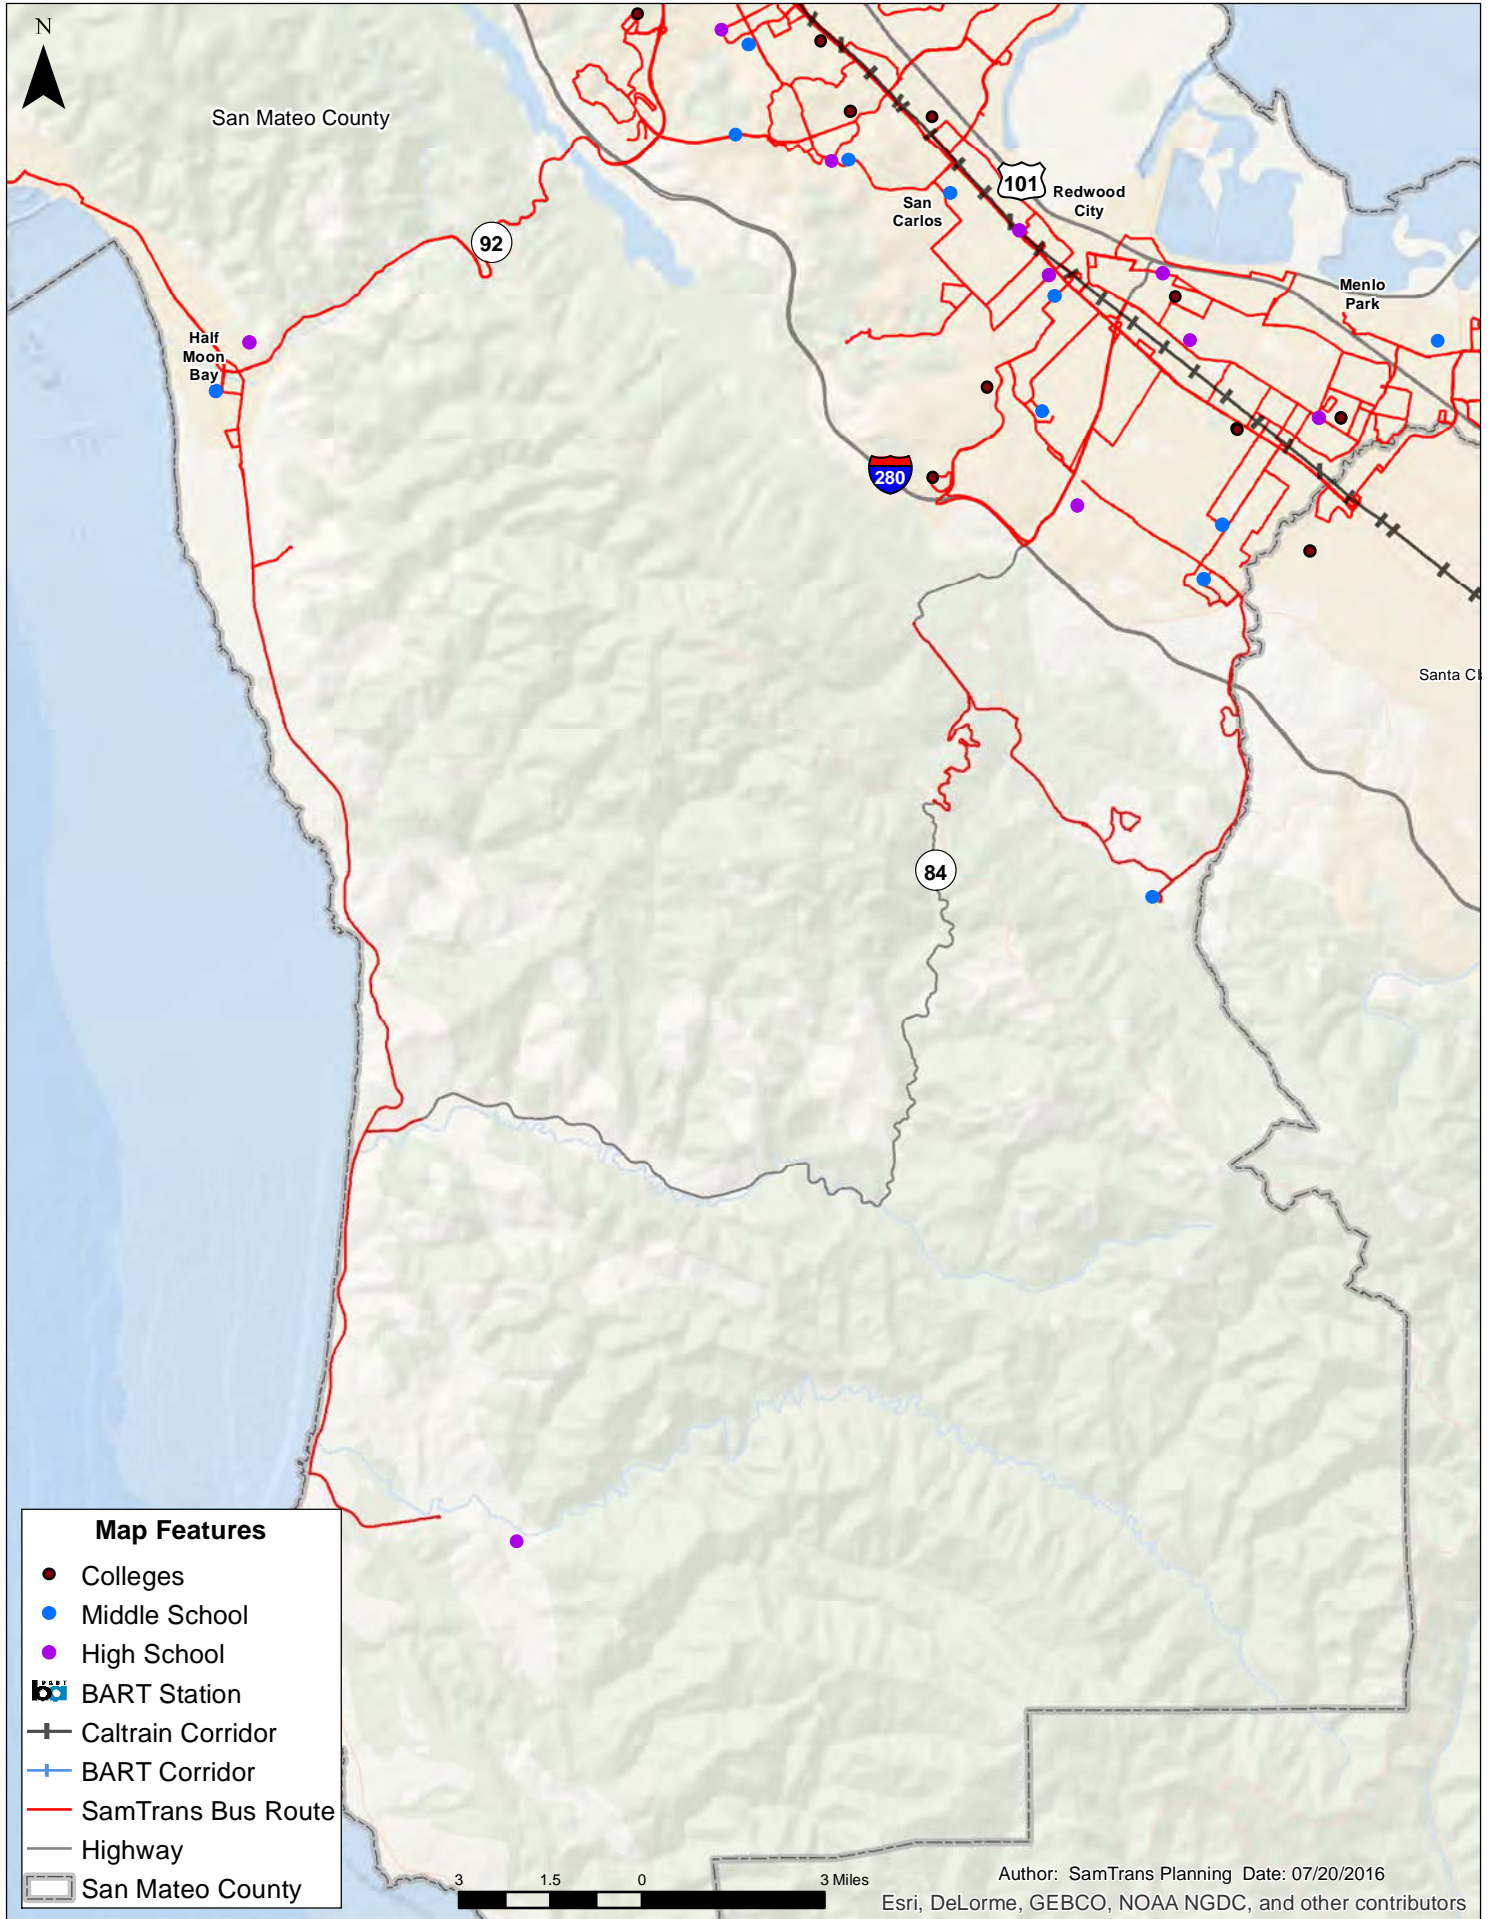 N
San Mateo County
92
101
Redwood
City
San
Carlos
Menlo
Park
Half
Moon
Bay
280
Santa Cl
84
Map Features
Colleges
Middle School
High School
ba BART Station
Caltrain Corridor
BART Corridor
SamTrans Bus Route
Highway
San Mateo County
3 1.5 0 3 Miles
Author: SamTrans Planning Date: 07/20/2016
Esri, DeLorme, GEBCO, NOAA NGDC, and other contributors